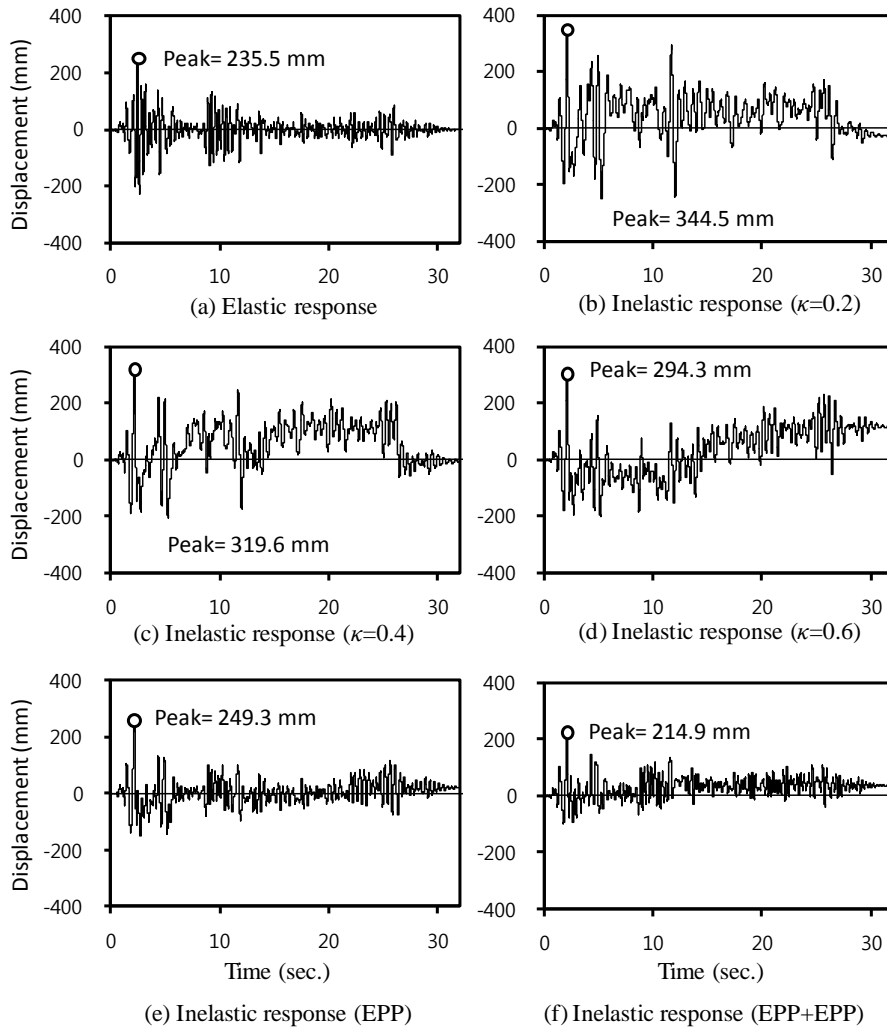 400
200
0
-200
-400
Displacement (mm)
Peak= 235.5 mm
0 10 20 30
(a) Elastic response
400
200
0
-200
-400
Peak= 344.5 mm
0 10 20 30
(b) Inelastic response (κ=0.2)
400
200
0
-200
-400
Displacement (mm)
Peak= 319.6 mm
0 10 20 30
(c) Inelastic response (κ=0.4)
400
200
0
-200
-400
Peak= 294.3 mm
0 10 20 30
(d) Inelastic response (κ=0.6)
400
200
0
-200
-400
Displacement (mm)
Peak= 249.3 mm
0 10 20 30
Time (sec.)
(e) Inelastic response (EPP)
400
200
0
-200
-400
Peak= 214.9 mm
0 10 20 30
Time (sec.)
(f) Inelastic response (EPP+EPP)